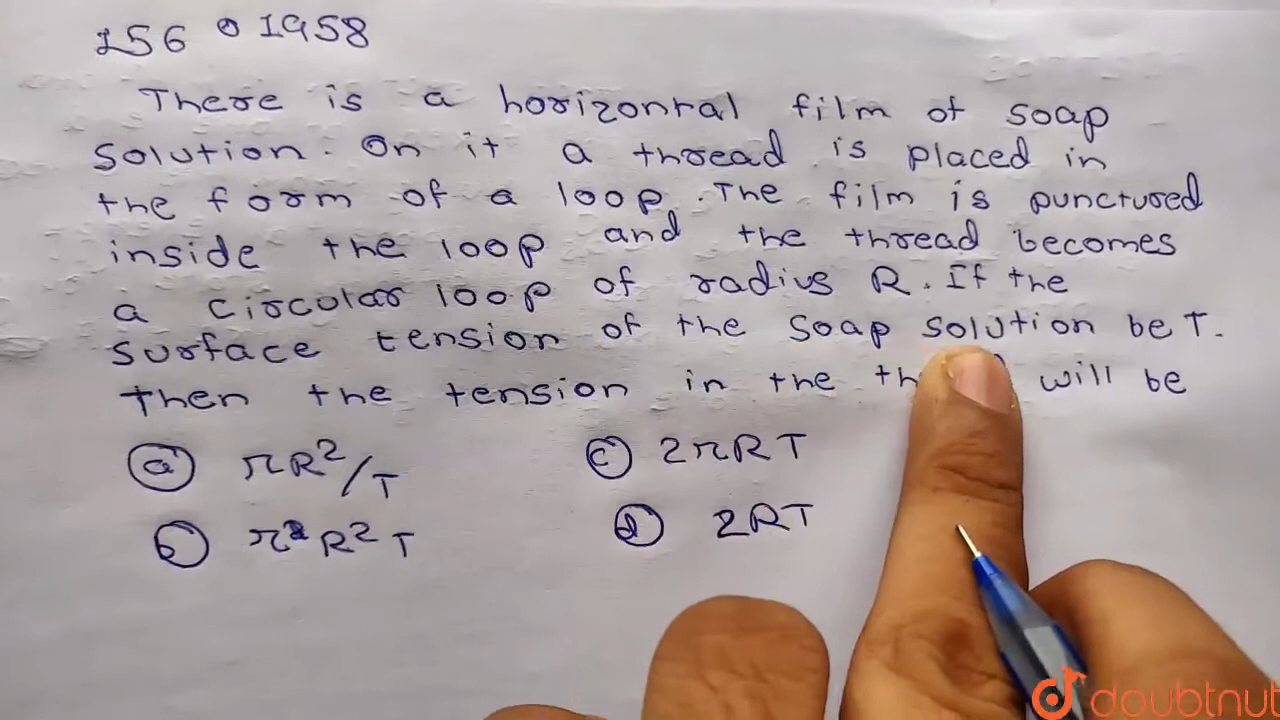 156 1958
There is a horizontal film of soap
solution. On it a thread is placed in
the form of a loop. The film is punctured
inside the loop and the thread becomes
a circular loop of radius R. If the
surface tension of the soap solution be T.
Then the tension in the will be
(a) πR²/T
(c) 2πRT
(b) πR²T
(d) 2RT
doubtnut